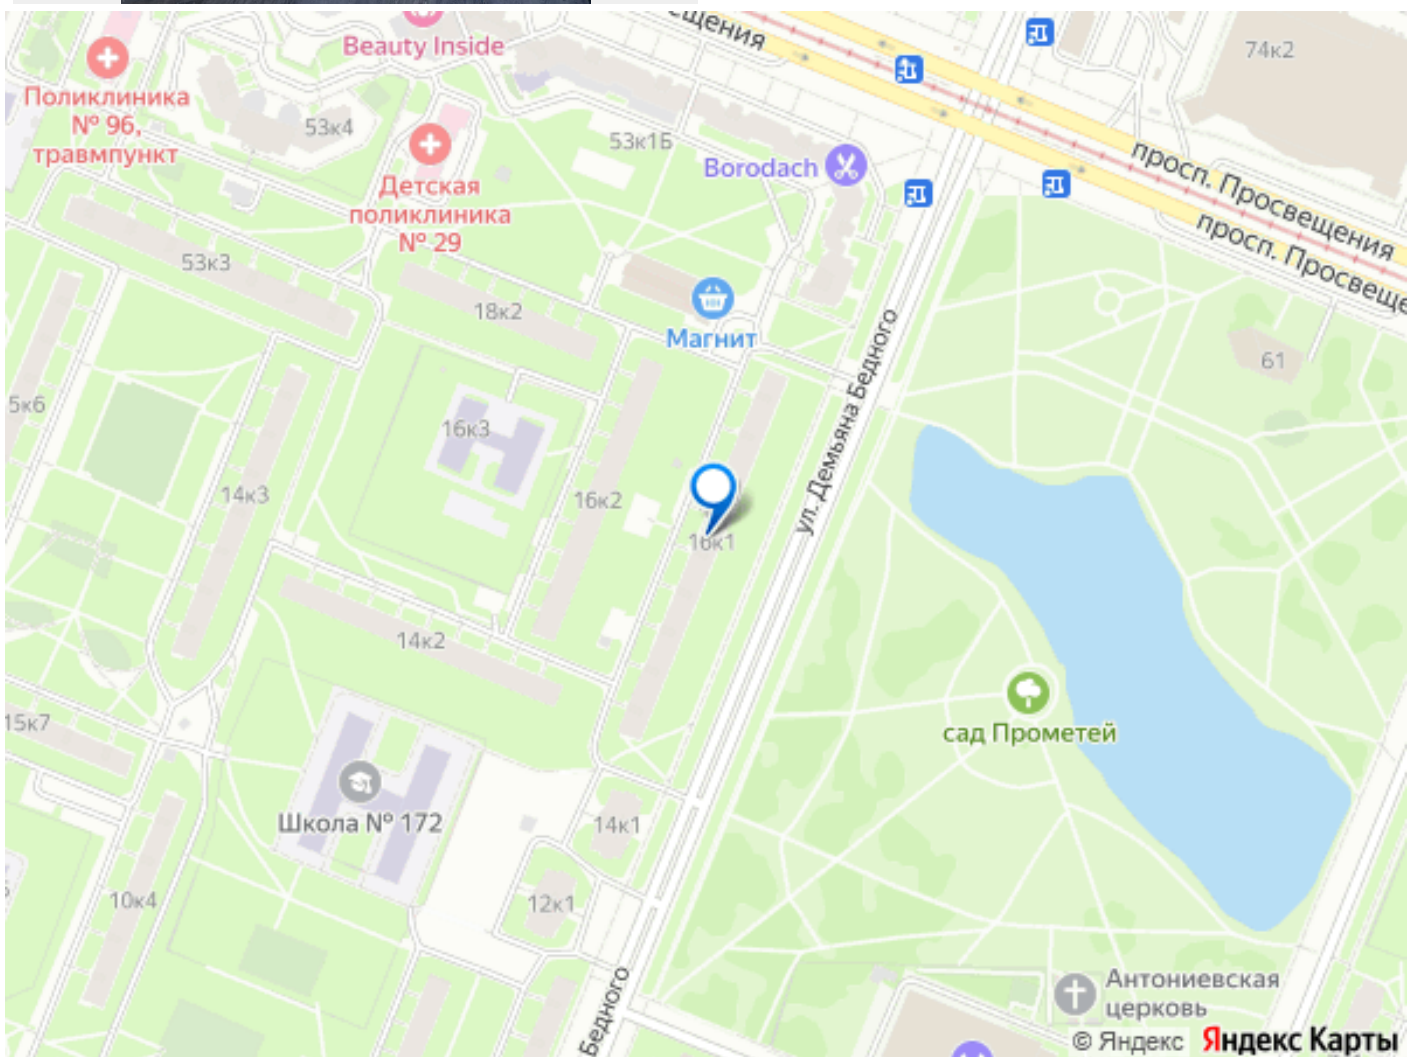 Beauty Inside
Поликлиника
№ 96,
травмпункт
53к4
Детская
поликлиника
№ 29
53к1Б
Borodach
74к2
просп. Просвещения
просп. Просвеще
53к3
18к2
Магнит
ул. Демьяна Бедного
61
5к6
16к3
14к3
16к2
16к1
14к2
сад Прометей
15к7
Школа № 172
14к1
10к4
12к1
Бедного
Антониевская
церковь
© Яндекс Яндекс Карты